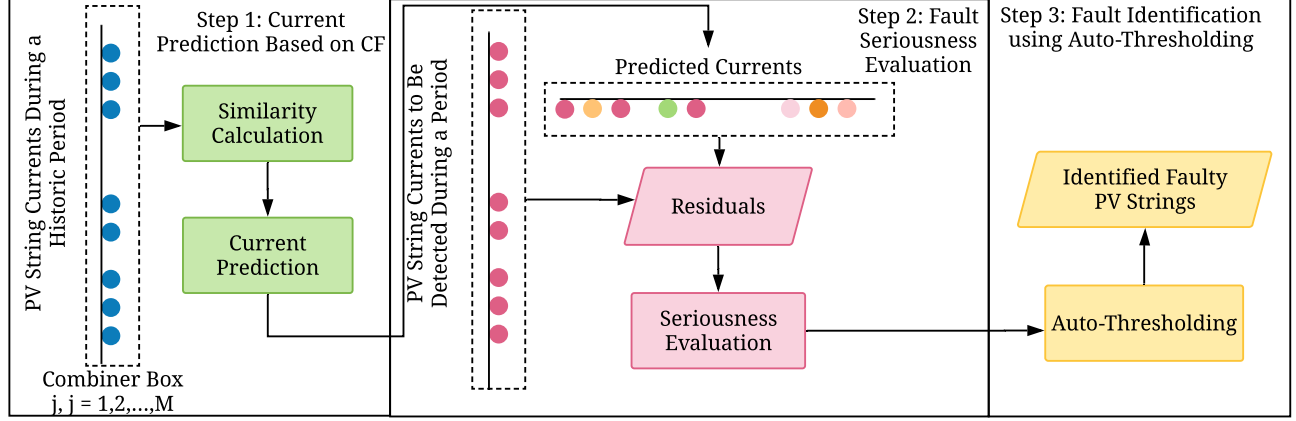 PV String Currents During a
Historic Period
Combiner Box
j, j = 1,2,...,M
Step 1: Current
Prediction Based on CF
Similarity
Calculation
Current
Prediction
PV String Currents to Be
Detected During a Period
Step 2: Fault
Seriousness
Evaluation
Predicted Currents
Residuals
Seriousness
Evaluation
Step 3: Fault Identification
using Auto-Thresholding
Identified Faulty
PV Strings
Auto-Thresholding